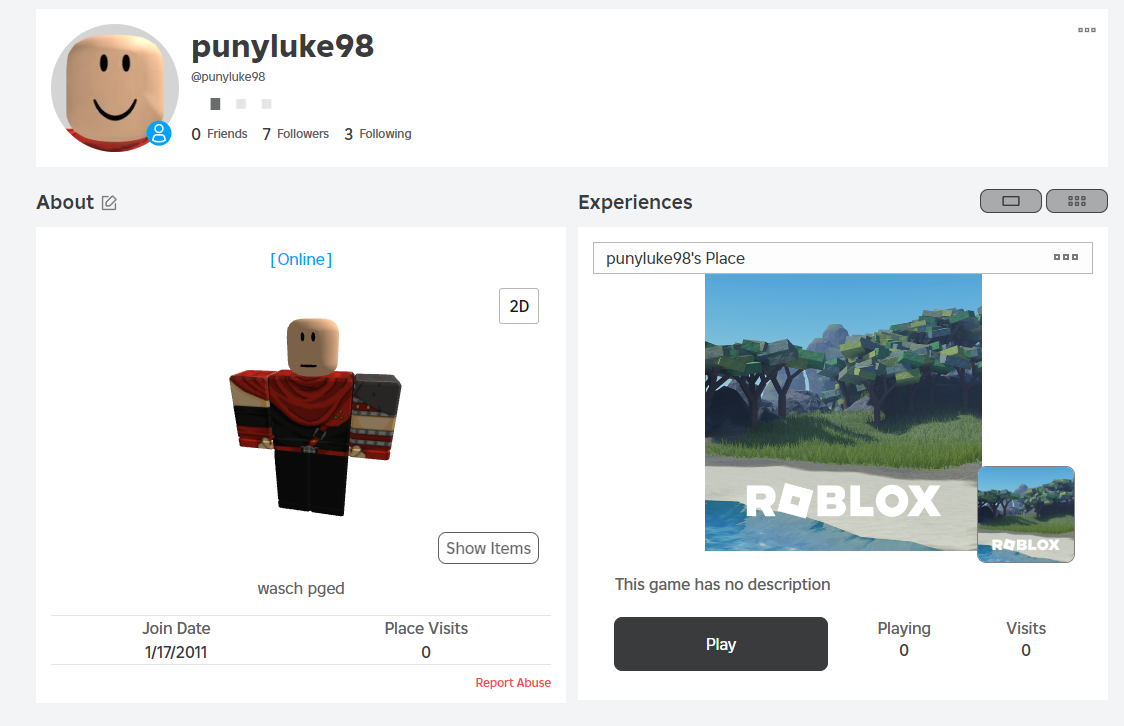 punyluke98
@punyluke98
0 Friends 7 Followers 3 Following
About
[ Online ]
2D
Show Items
wasch pged
Join Date Place Visits
1/17/2011 0
Report Abuse
Experiences
punyluke98's Place
ROBLOX
ROBLOX
This game has no description
Play
Playing Visits
0 0